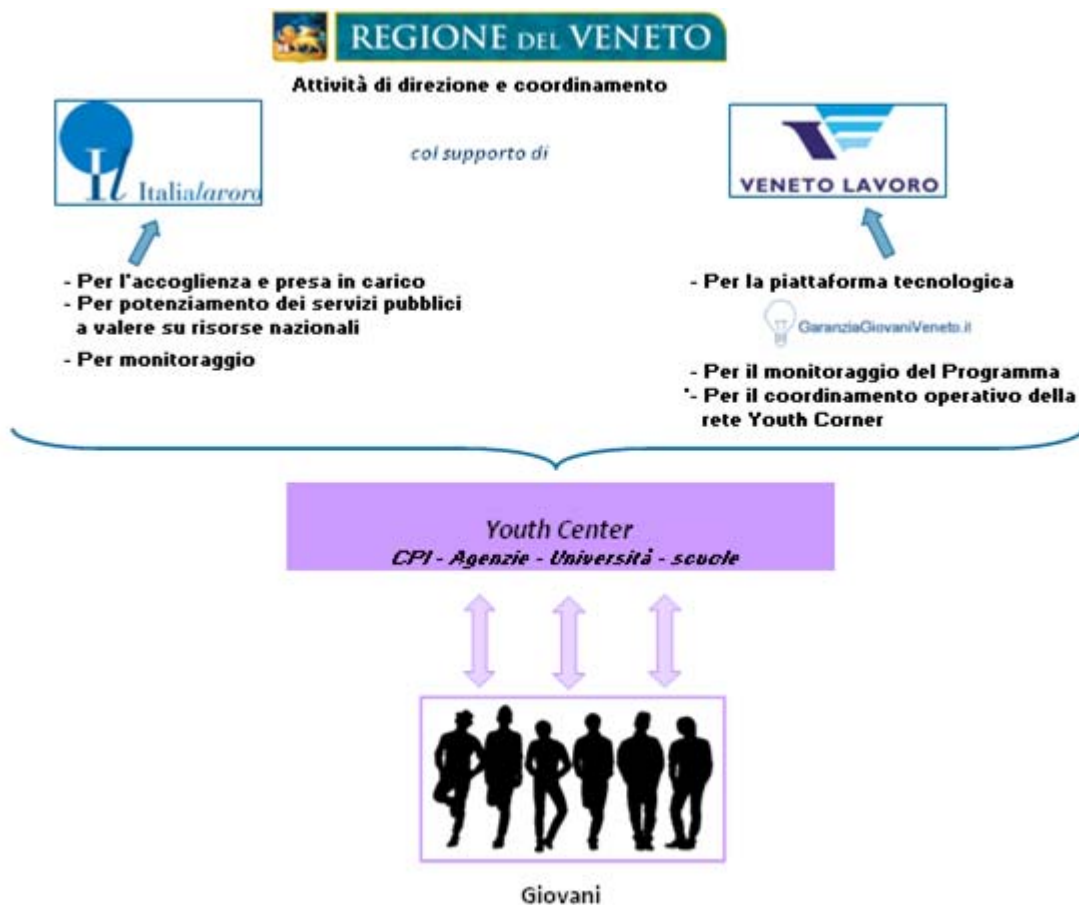 REGIONE DEL VENETO
Attività di direzione e coordinamento
col supporto di
Il
Italialavoro
VENETO LAVORO
- Per l'accoglienza e presa in carico
- Per potenziamento dei servizi pubblici
a valere su risorse nazionali
- Per monitoraggio
- Per la piattaforma tecnologica
GaranziaGiovaniVeneto.it
- Per il monitoraggio del Programma
- Per il coordinamento operativo della
rete Youth Corner
Youth Center
CPI - Agenzie - Università - scuole
Giovani